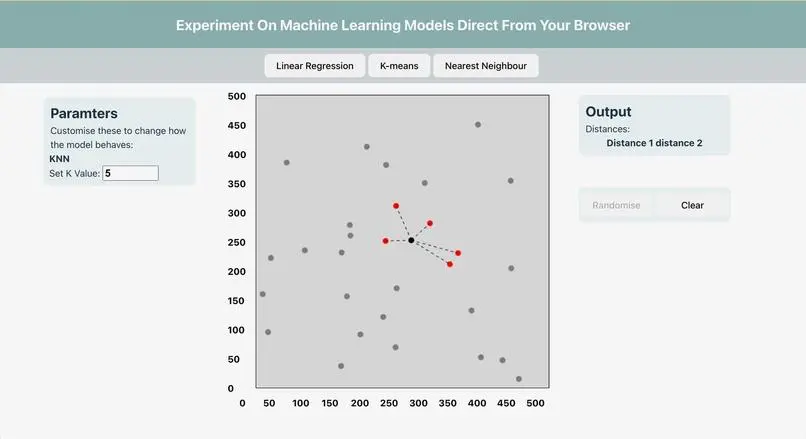 Experiment On Machine Learning Models Direct From Your Browser
Linear Regression K-means Nearest Neighbour
Paramters
Customise these to change how
the model behaves:
KNN
Set K Value: 5
500
450
400
350
300
250
200
150
100
50
0
0 50 100 150 200 250 300 350 400 450 500
Output
Distances:
Distance 1 distance 2
Randomise Clear